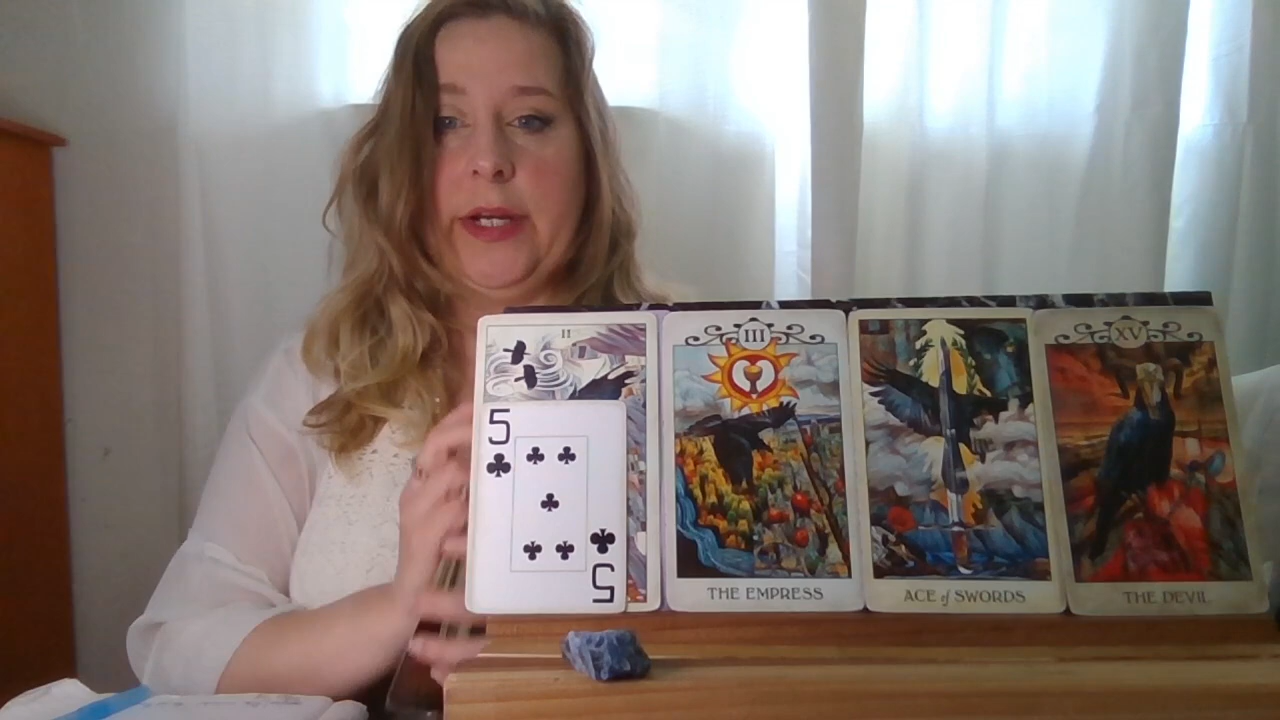 II
5
5
III
THE EMPRESS
ACE of SWORDS
XV
THE DEVIL